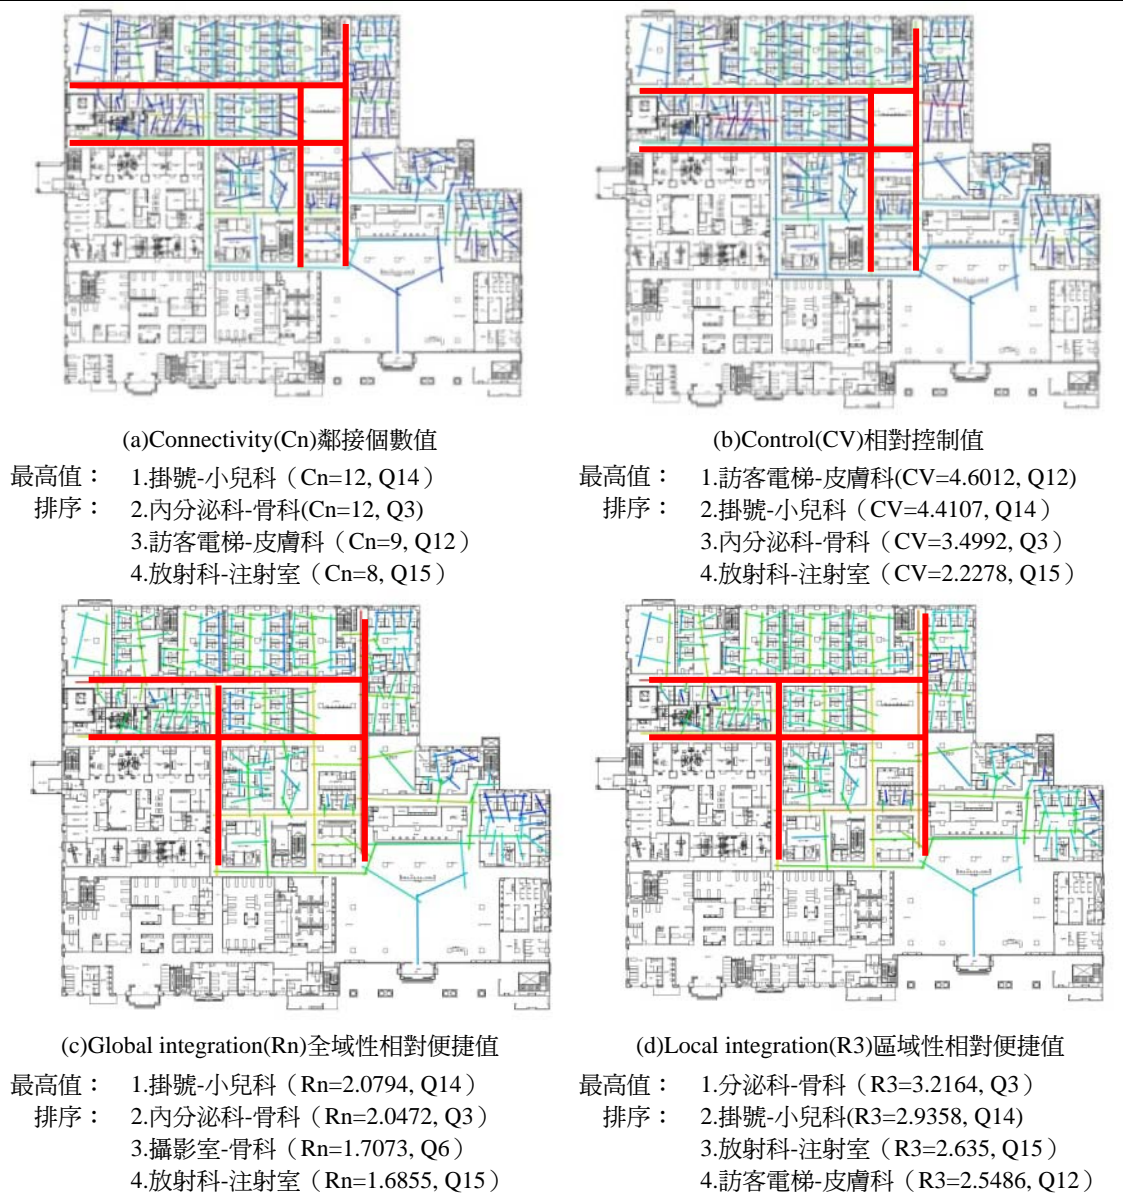 (a)Connectivity(Cn)鄰接個數值
最高值： 1.掛號-小兒科（Cn=12, Q14）
排序： 2.內分泌科-骨科(Cn=12, Q3)
3.訪客電梯-皮膚科（Cn=9, Q12）
4.放射科-注射室（Cn=8, Q15）
(b)Control(CV)相對控制值
最高值： 1.訪客電梯-皮膚科(CV=4.6012, Q12)
排序： 2.掛號-小兒科（CV=4.4107, Q14）
3.內分泌科-骨科（CV=3.4992, Q3）
4.放射科-注射室（CV=2.2278, Q15）
(c)Global integration(Rn)全域性相對便捷值
最高值： 1.掛號-小兒科（Rn=2.0794, Q14）
排序： 2.內分泌科-骨科（Rn=2.0472, Q3）
3.攝影室-骨科（Rn=1.7073, Q6）
4.放射科-注射室（Rn=1.6855, Q15）
(d)Local integration(R3)區域性相對便捷值
最高值： 1.分泌科-骨科（R3=3.2164, Q3）
排序： 2.掛號-小兒科(R3=2.9358, Q14)
3.放射科-注射室（R3=2.635, Q15）
4.訪客電梯-皮膚科（R3=2.5486, Q12）